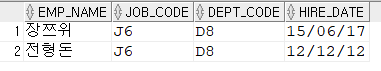 EMP_NAME JOB_CODE DEPT_CODE HIRE_DATE
1 장쯔위 J6 D8 15/06/17
2 전형돈 J6 D8 12/12/12